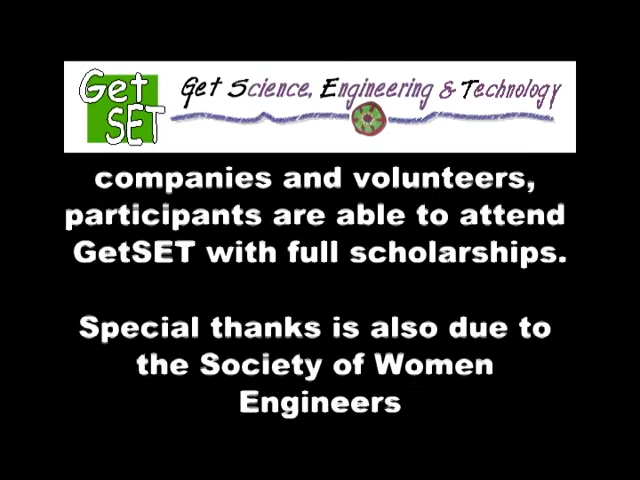 Get SET
Get Science, Engineering & Technology
companies and volunteers,
participants are able to attend
GetSET with full scholarships.
Special thanks is also due to
the Society of Women
Engineers